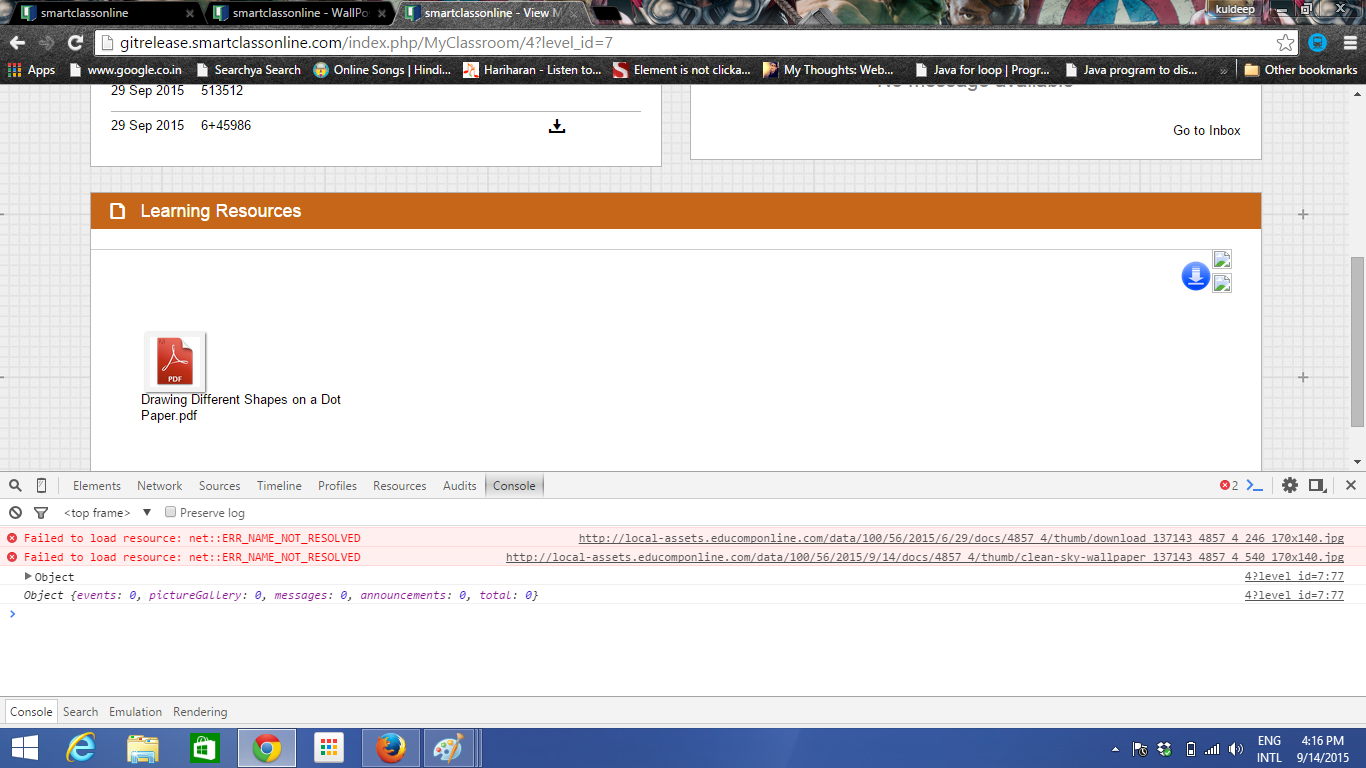 smartclassonline
smartclassonline - WallPo
smartclassonline - View M
kuldeep
gitrelease.smartclassonline.com/index.php/MyClassroom/4?level_id=7
Apps
www.google.co.in
Searchya Search
Online Songs | Hindi...
Hariharan - Listen to...
Element is not clicka...
My Thoughts: Web...
Java for loop | Progr...
Java program to dis...
»
Other bookmarks
29 Sep 2015 513512
29 Sep 2015 6+45986
No message available
Go to Inbox
Learning Resources
PDF
Drawing Different Shapes on a Dot
Paper.pdf
Elements Network Sources Timeline Profiles Resources Audits Console
2
<top frame> ▼ Preserve log
Failed to load resource: net::ERR_NAME_NOT_RESOLVED http://local-assets.educomponline.com/data/100/56/2015/6/29/docs/4857_4/thumb/download_137143_4857_4_246_170x140.jpg
Failed to load resource: net::ERR_NAME_NOT_RESOLVED http://local-assets.educomponline.com/data/100/56/2015/9/14/docs/4857_4/thumb/clean-sky-wallpaper_137143_4857_4_540_170x140.jpg
Object 4?level_id=7:77
Object {events: 0, pictureGallery: 0, messages: 0, announcements: 0, total: 0} 4?level_id=7:77
Console Search Emulation Rendering
ENG
INTL
4:16 PM
9/14/2015